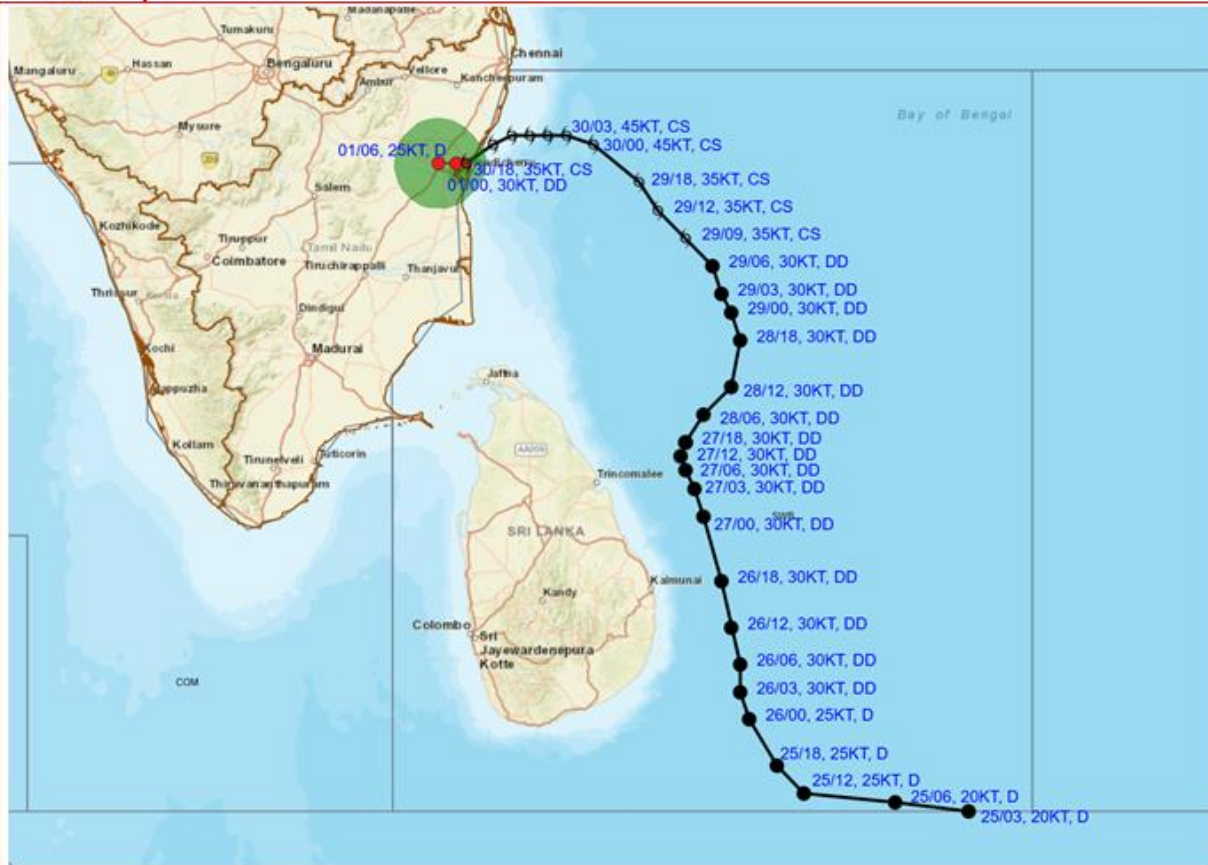 Madanapalle
Tumakuru
Chennai
Mangaluru
Hassan
Bengaluru
Vellore
Ambur
Kancheepuram
Bay of Bengal
Mysure
30/03, 45KT, CS
30/00, 45KT, CS
01/06, 25KT, D
30/18, 35KT, CS
01/00, 30KT, DD
29/18, 35KT, CS
Salem
29/12, 35KT, CS
Kozhikode
Tiruppur
29/09, 35KT, CS
Tamil Nadu
Coimbatore
Tiruchirappalli
Thanjavur
29/06, 30KT, DD
Thrissur
Kerala
29/03, 30KT, DD
Dindigul
29/00, 30KT, DD
28/18, 30KT, DD
Kochi
Madurai
Jaffna
Alappuzha
28/12, 30KT, DD
28/06, 30KT, DD
Kollam
27/18, 30KT, DD
Tuticorin
27/12, 30KT, DD
Tirunelveli
27/06, 30KT, DD
Trincomalee
Thiruvananthapuram
27/03, 30KT, DD
27/00, 30KT, DD
SWB
SRI LANKA
26/18, 30KT, DD
Kalmunai
Kandy
Colombo
26/12, 30KT, DD
Sri
Jayewardenepura
Kotte
26/06, 30KT, DD
COM
26/03, 30KT, DD
26/00, 25KT, D
25/18, 25KT, D
25/12, 25KT, D
25/06, 20KT, D
25/03, 20KT, D